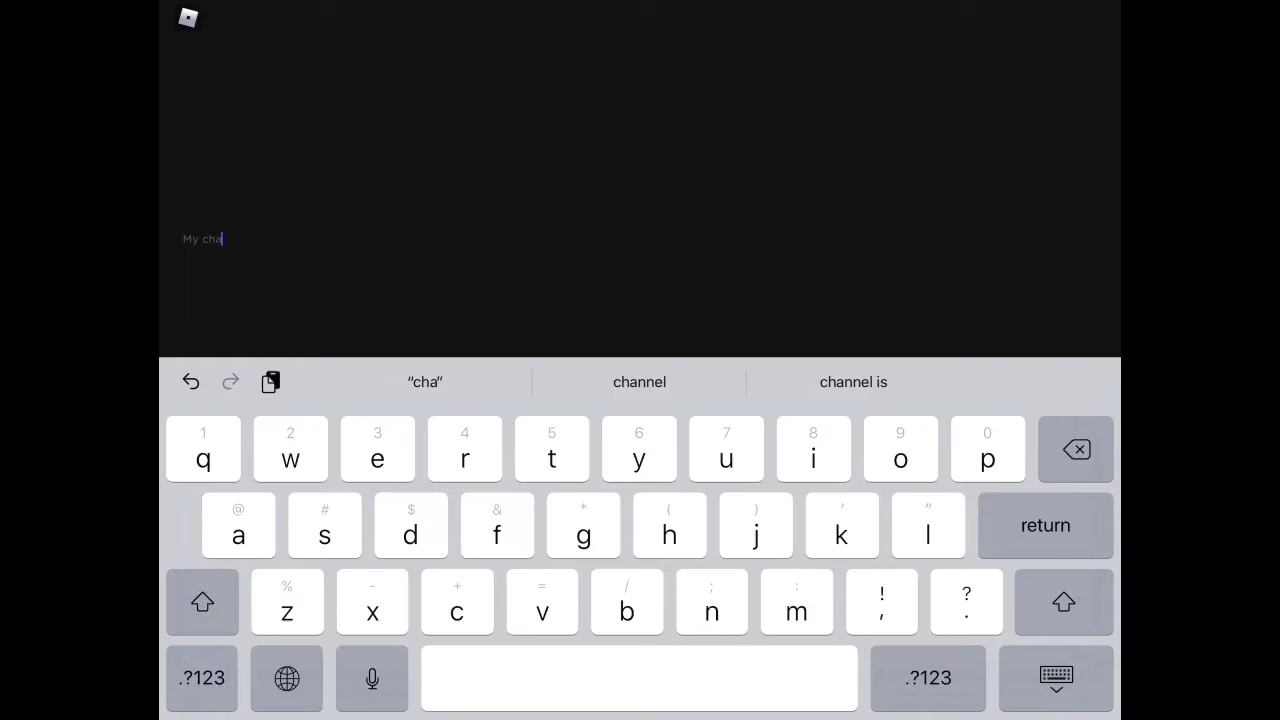 My cha
“cha” channel channel is
1 2 3 4 5 6 7 8 9 0
q w e r t y u i o p
@ # $ & * ( ) ' "
a s d f g h j k l return
% - + = / ; : ! ?
z x c v b n m , .
.?123 .?123